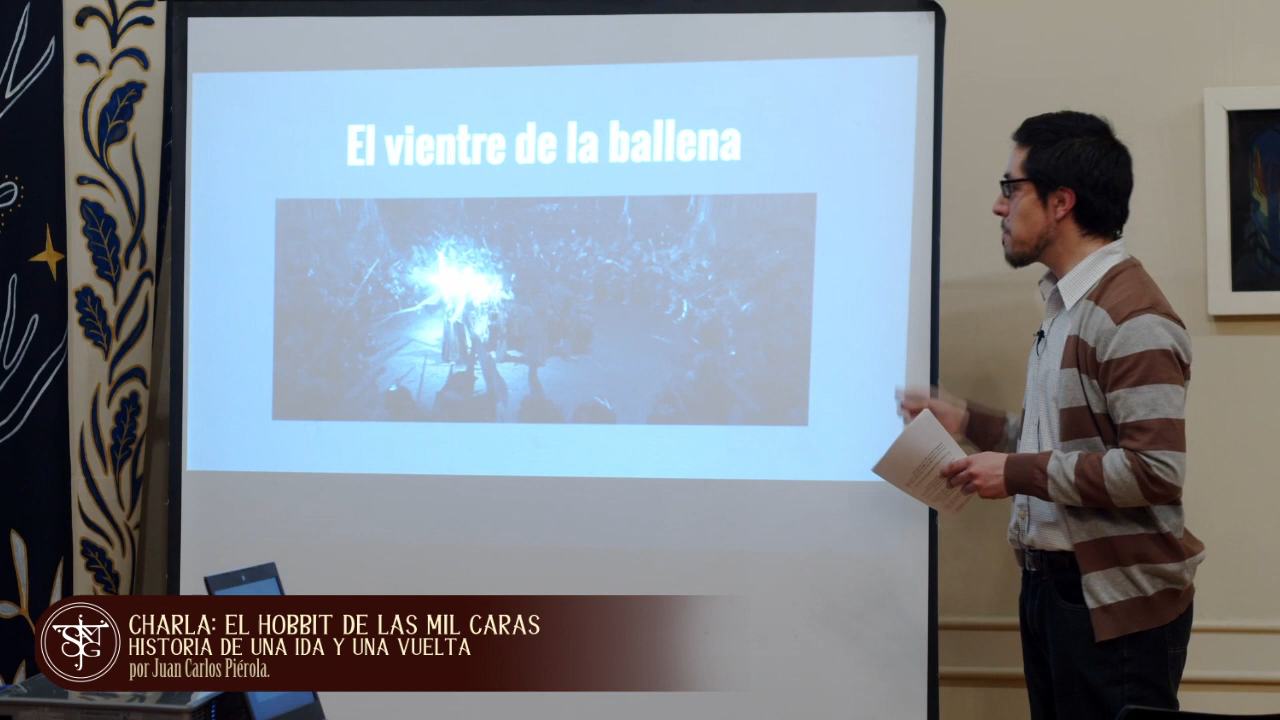 El vientre de la ballena
CHARLA: EL HOBBIT DE LAS MIL CARAS
HISTORIA DE UNA IDA Y UNA VUELTA
por Juan Carlos Piérola.